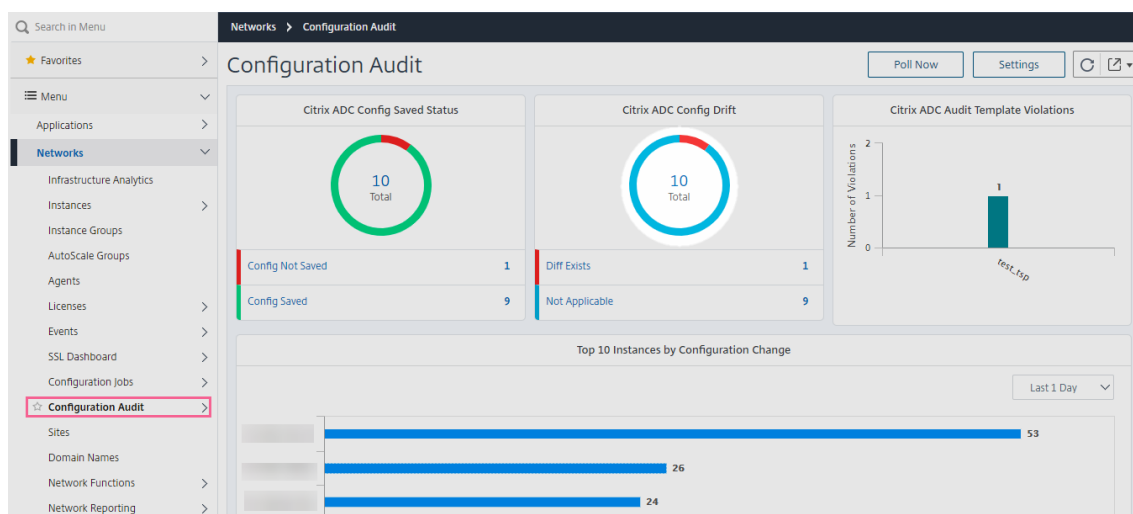 Search in Menu
Favorites
Menu
Applications
Networks
Infrastructure Analytics
Instances
Instance Groups
AutoScale Groups
Agents
Licenses
Events
SSL Dashboard
Configuration Jobs
Configuration Audit
Sites
Domain Names
Network Functions
Network Reporting
Networks > Configuration Audit
Configuration Audit
Poll Now
Settings
Citrix ADC Config Saved Status
10
Total
Config Not Saved 1
Config Saved 9
Citrix ADC Config Drift
10
Total
Diff Exists 1
Not Applicable 9
Citrix ADC Audit Template Violations
Number of Violations
2
1
0
1
test_tsp
Top 10 Instances by Configuration Change
Last 1 Day
53
26
24